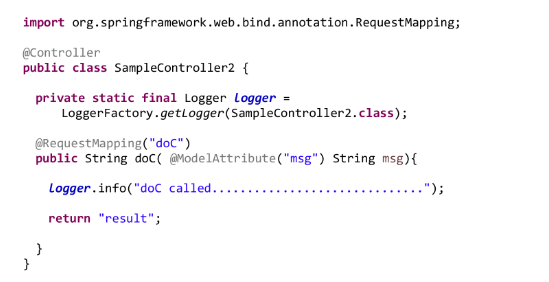 import org.springframework.web.bind.annotation.RequestMapping;
@Controller
public class SampleController2 {
private static final Logger logger =
LoggerFactory.getLogger(SampleController2.class);
@RequestMapping("doC")
public String doC( @ModelAttribute("msg") String msg){
logger.info("doC called..............................");
return "result";
}
}